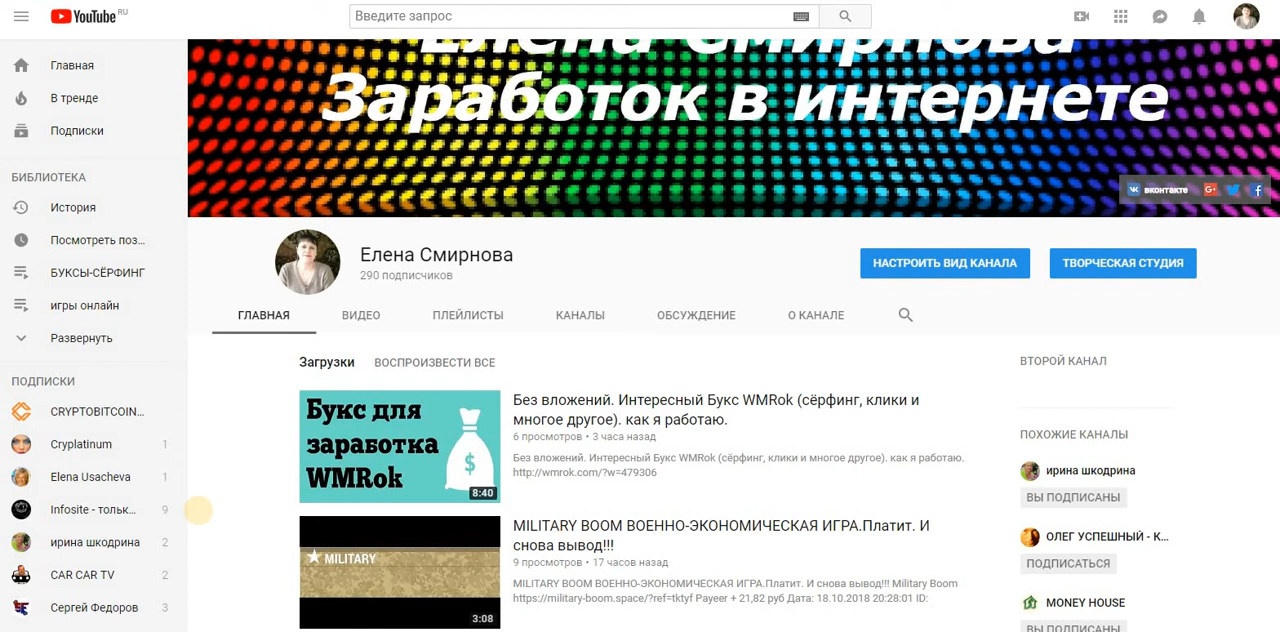 YouTube RU
Введите запрос
Главная
В тренде
Подписки
БИБЛИОТЕКА
История
Посмотреть поз...
БУКСЫ-СЁРФИНГ
игры онлайн
Развернуть
ПОДПИСКИ
CRYPTOBITCOIN...
Cryplatinum 1
Elena Usacheva 1
Infosite - тольк... 9
ирина шкодрина 2
CAR CAR TV 2
Сергей Федоров 3
Елена Смирнова
Заработок в интернете
вконтакте
Елена Смирнова
290 подписчиков
НАСТРОИТЬ ВИД КАНАЛА
ТВОРЧЕСКАЯ СТУДИЯ
ГЛАВНАЯ ВИДЕО ПЛЕЙЛИСТЫ КАНАЛЫ ОБСУЖДЕНИЕ О КАНАЛЕ
Загрузки ВОСПРОИЗВЕСТИ ВСЕ
Букс для
заработка
WMRok
$
8:40
Без вложений. Интересный Букс WMRok (сёрфинг, клики и
многое другое). как я работаю.
6 просмотров • 3 часа назад
Без вложений. Интересный Букс WMRok (сёрфинг, клики и многое другое). как я работаю.
http://wmrok.com/?w=479306
MILITARY
3:08
MILITARY BOOM ВОЕННО-ЭКОНОМИЧЕСКАЯ ИГРА.Платит. И
снова вывод!!!
9 просмотров • 17 часов назад
MILITARY BOOM ВОЕННО-ЭКОНОМИЧЕСКАЯ ИГРА.Платит. И снова вывод!!! Military Boom
https://military-boom.space/?ref=tktyf Payeer + 21,82 руб Дата: 18.10.2018 20:28:01 ID:
ВТОРОЙ КАНАЛ
ПОХОЖИЕ КАНАЛЫ
ирина шкодрина
ВЫ ПОДПИСАНЫ
ОЛЕГ УСПЕШНЫЙ - К...
ПОДПИСАТЬСЯ
MONEY HOUSE
ВЫ ПОДПИСАНЫ